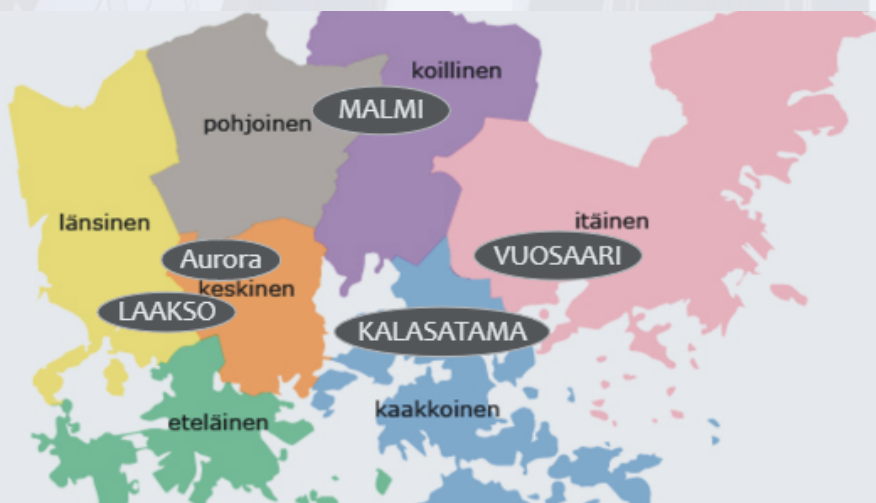 koillinen
MALMI
pohjoinen
länsinen
itäinen
Aurora
VUOSAARI
keskinen
LAAKSO
KALASATAMA
kaakkoinen
eteläinen